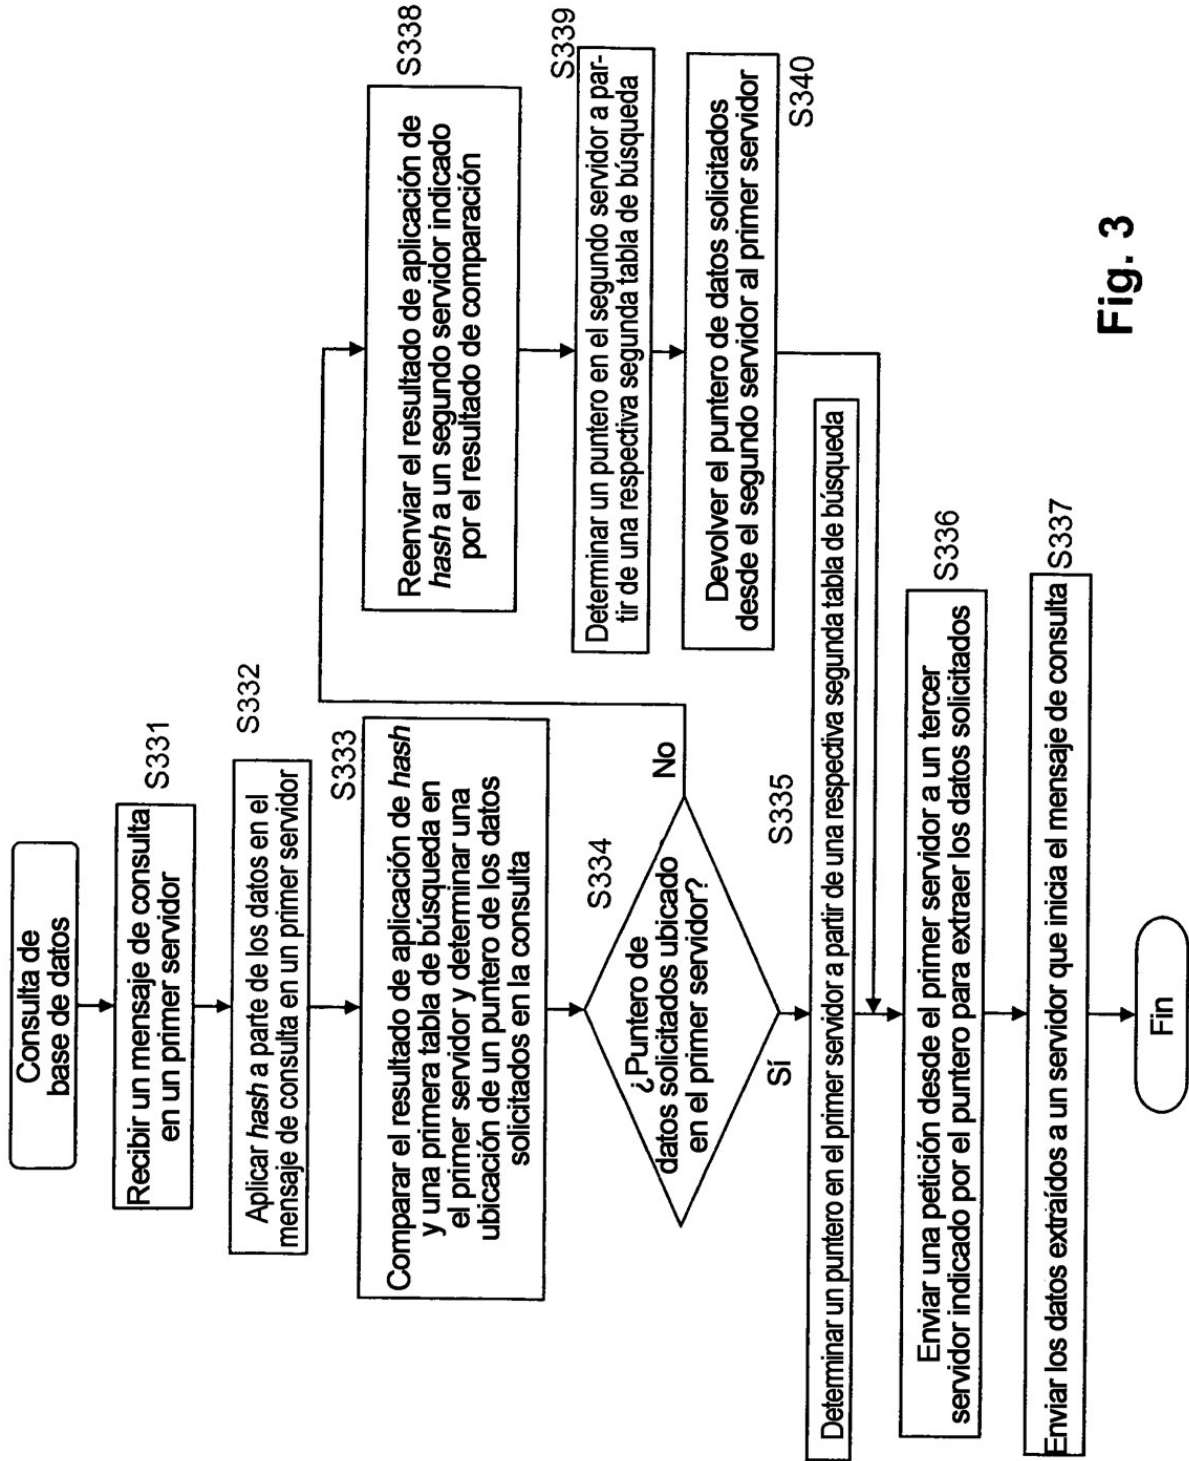 Consulta de
base de datos
S331
Recibir un mensaje de consulta
en un primer servidor
S332
Aplicar hash a parte de los datos en el
mensaje de consulta en un primer servidor
S333
Comparar el resultado de aplicación de hash
y una primera tabla de búsqueda en
el primer servidor y determinar una
ubicación de un puntero de los datos
solicitados en la consulta
S334
¿Puntero de
datos solicitados ubicado
en el primer servidor?
No
Sí
S335
Determinar un puntero en el primer servidor a partir de una respectiva segunda tabla de búsqueda
S336
Enviar una petición desde el primer servidor a un tercer
servidor indicado por el puntero para extraer los datos solicitados
S337
Enviar los datos extraídos a un servidor que inicia el mensaje de consulta
Fin
S338
Reenviar el resultado de aplicación de
hash a un segundo servidor indicado
por el resultado de comparación
S339
Determinar un puntero en el segundo servidor a par-
tir de una respectiva segunda tabla de búsqueda
S340
Devolver el puntero de datos solicitados
desde el segundo servidor al primer servidor
Fig. 3